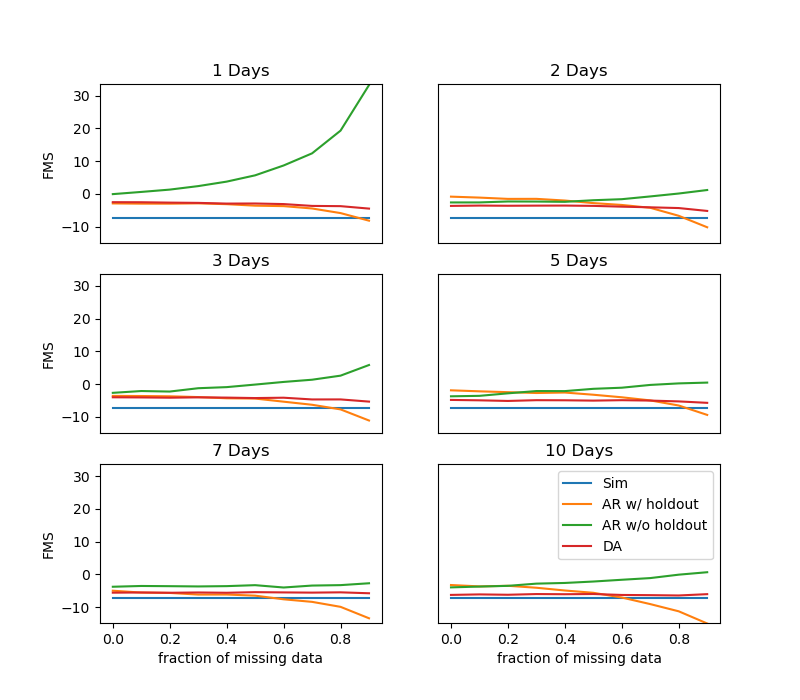 1 Days
2 Days
FMS
30
20
10
0
−10
3 Days
5 Days
FMS
30
20
10
0
−10
7 Days
10 Days
FMS
30
20
10
0
−10
Sim
AR w/ holdout
AR w/o holdout
DA
0.0 0.2 0.4 0.6 0.8
0.0 0.2 0.4 0.6 0.8
fraction of missing data
fraction of missing data